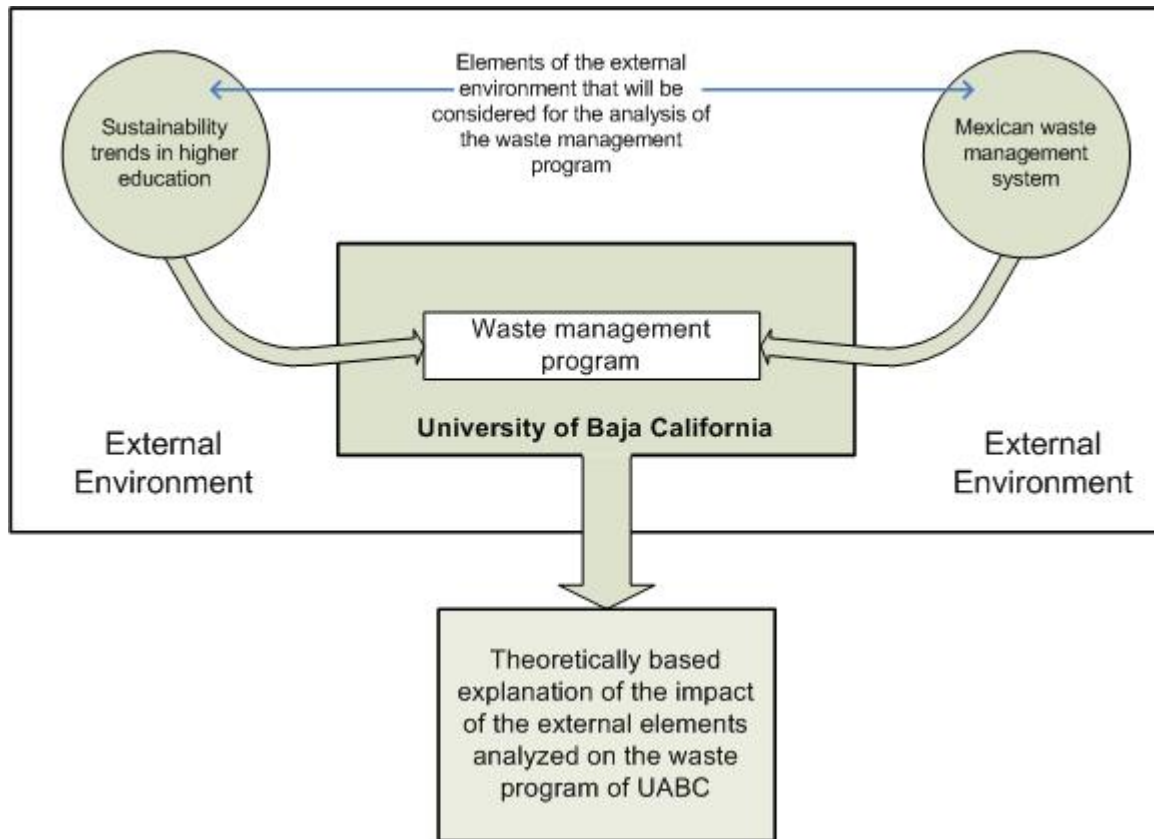 Elements of the external
environment that will be
considered for the analysis of
the waste management
program
Sustainability
trends in higher
education
Mexican waste
management
system
Waste management
program
University of Baja California
External
Environment
External
Environment
Theoretically based
explanation of the impact
of the external elements
analyzed on the waste
program of UABC